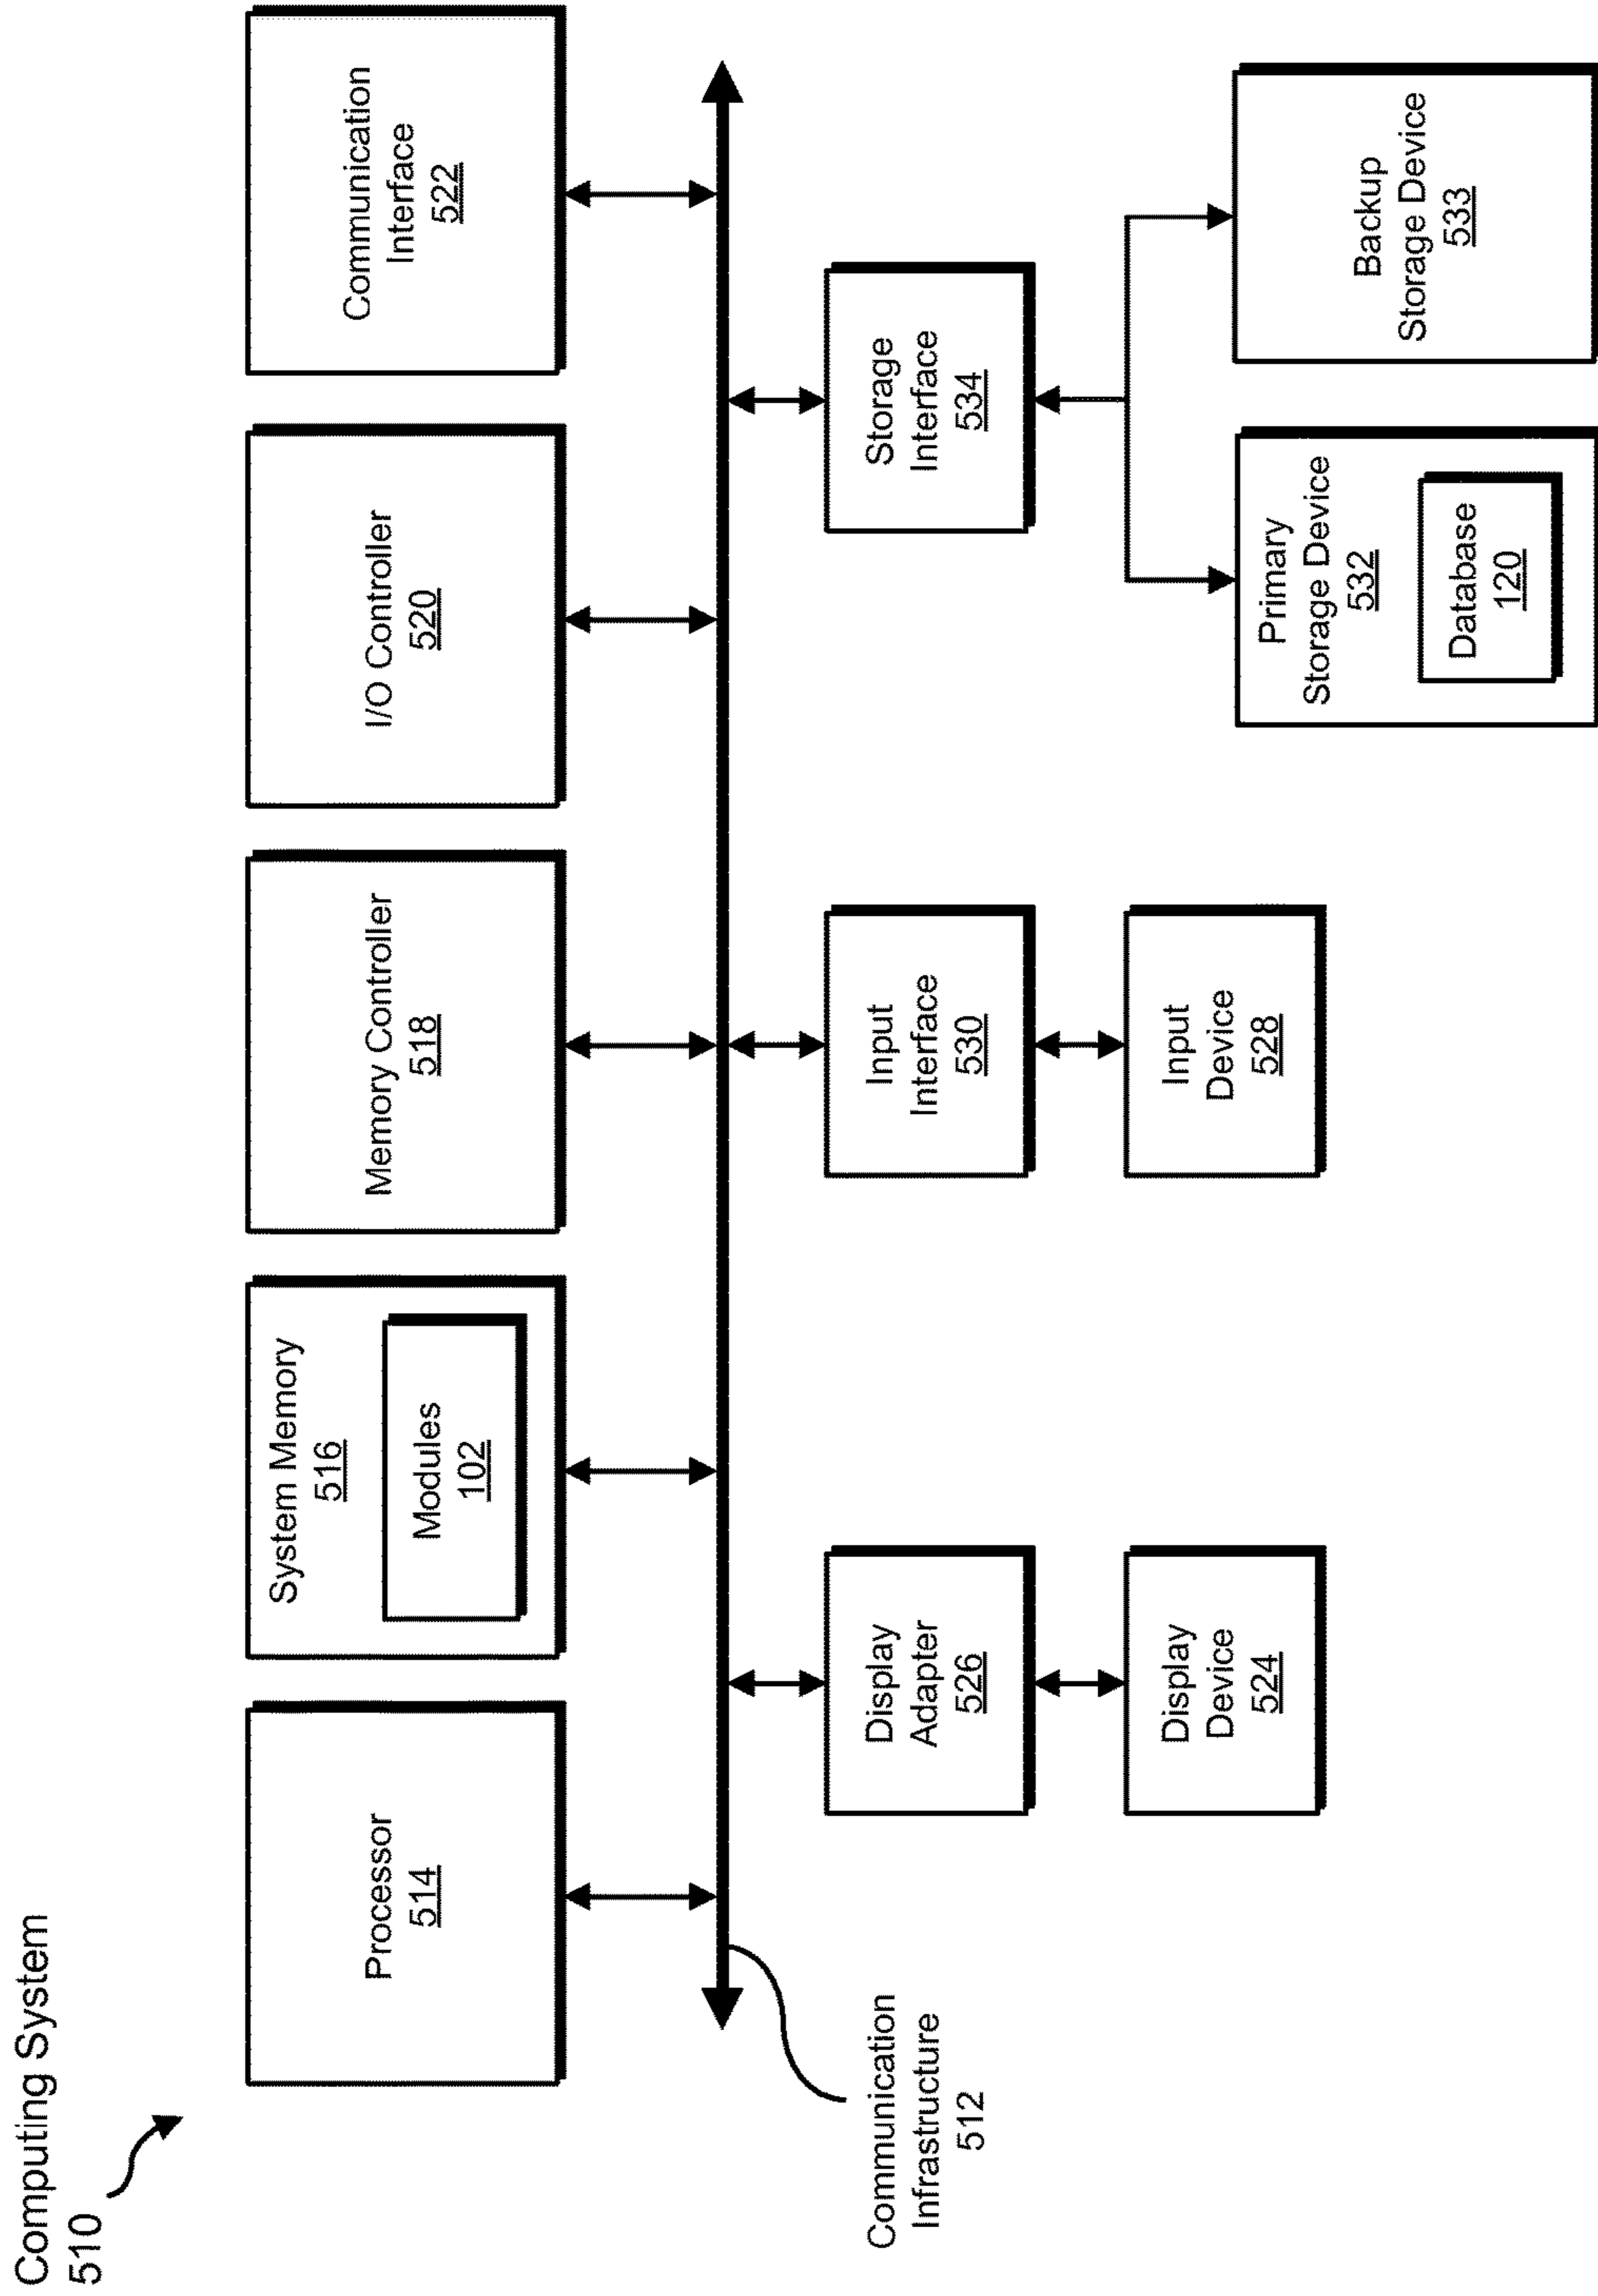 Computing System
510
Processor
514
System Memory
516
Modules
102
Memory Controller
518
I/O Controller
520
Communication
Interface
522
Communication
Infrastructure
512
Display
Adapter
526
Input
Interface
530
Storage
Interface
534
Display
Device
524
Input
Device
528
Primary
Storage Device
532
Database
120
Backup
Storage Device
533